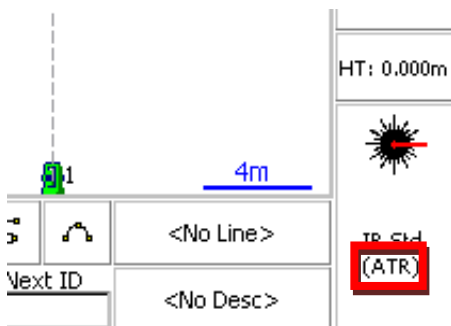 HT: 0.000m
1
4m
<No Line>
IR Std
(ATR)
Next ID
<No Desc>